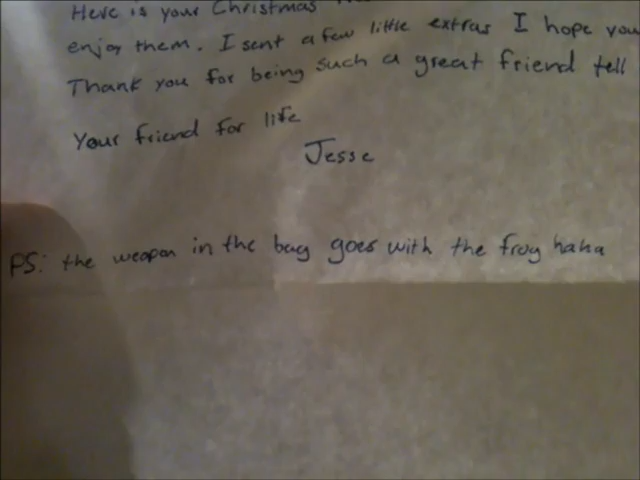 Here is your Christmas
enjoy them. I sent a few little extras I hope you
Thank you for being such a great friend tell
Your friend for life
Jesse
PS: the weapon in the bag goes with the frog haha